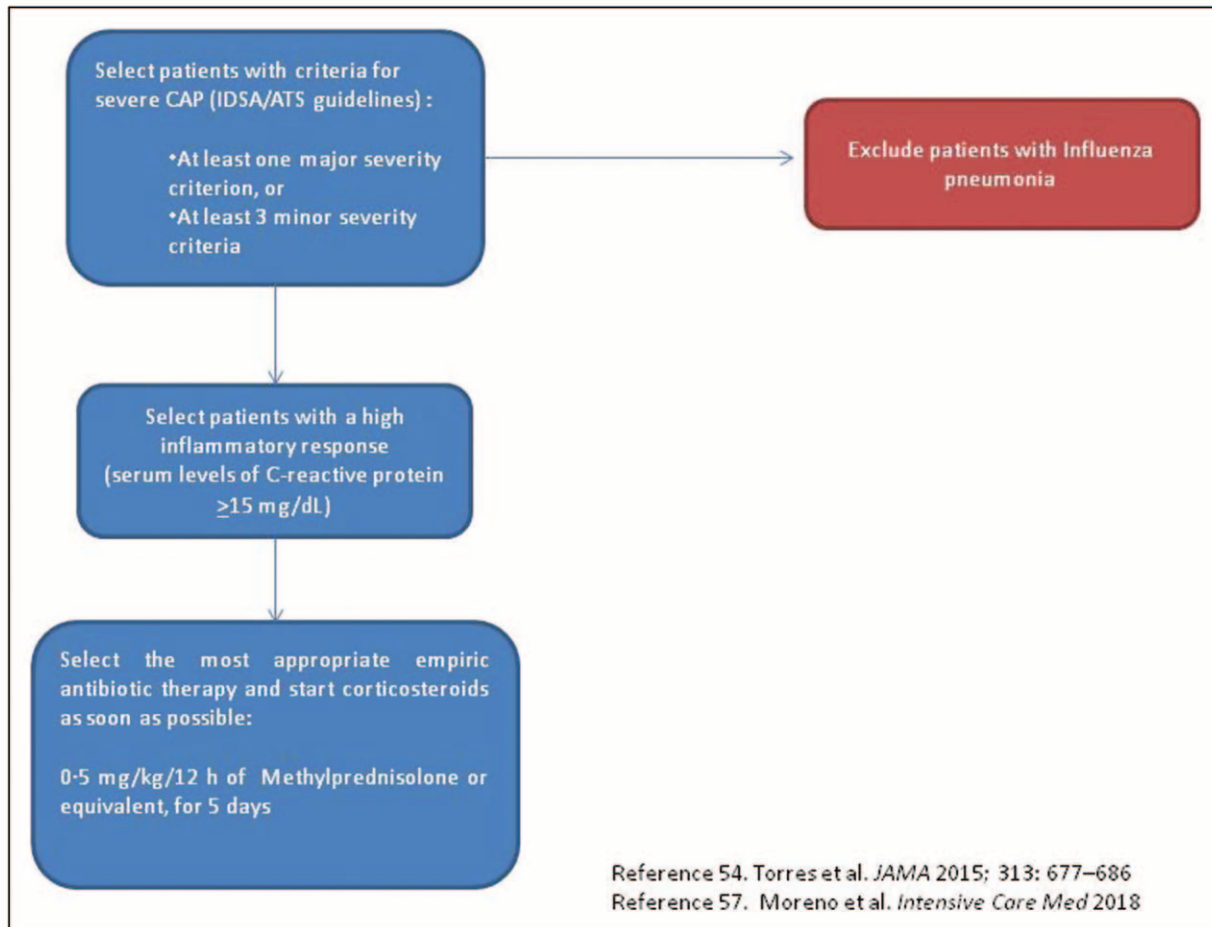 Select patients with criteria for
severe CAP (IDSA/ATS guidelines) :
•At least one major severity
criterion, or
•At least 3 minor severity
criteria
Exclude patients with Influenza
pneumonia
Select patients with a high
inflammatory response
(serum levels of C-reactive protein
≥15 mg/dL)
Select the most appropriate empiric
antibiotic therapy and start corticosteroids
as soon as possible:
0·5 mg/kg/12 h of Methylprednisolone or
equivalent, for 5 days
Reference 54. Torres et al. JAMA 2015; 313: 677–686
Reference 57. Moreno et al. Intensive Care Med 2018